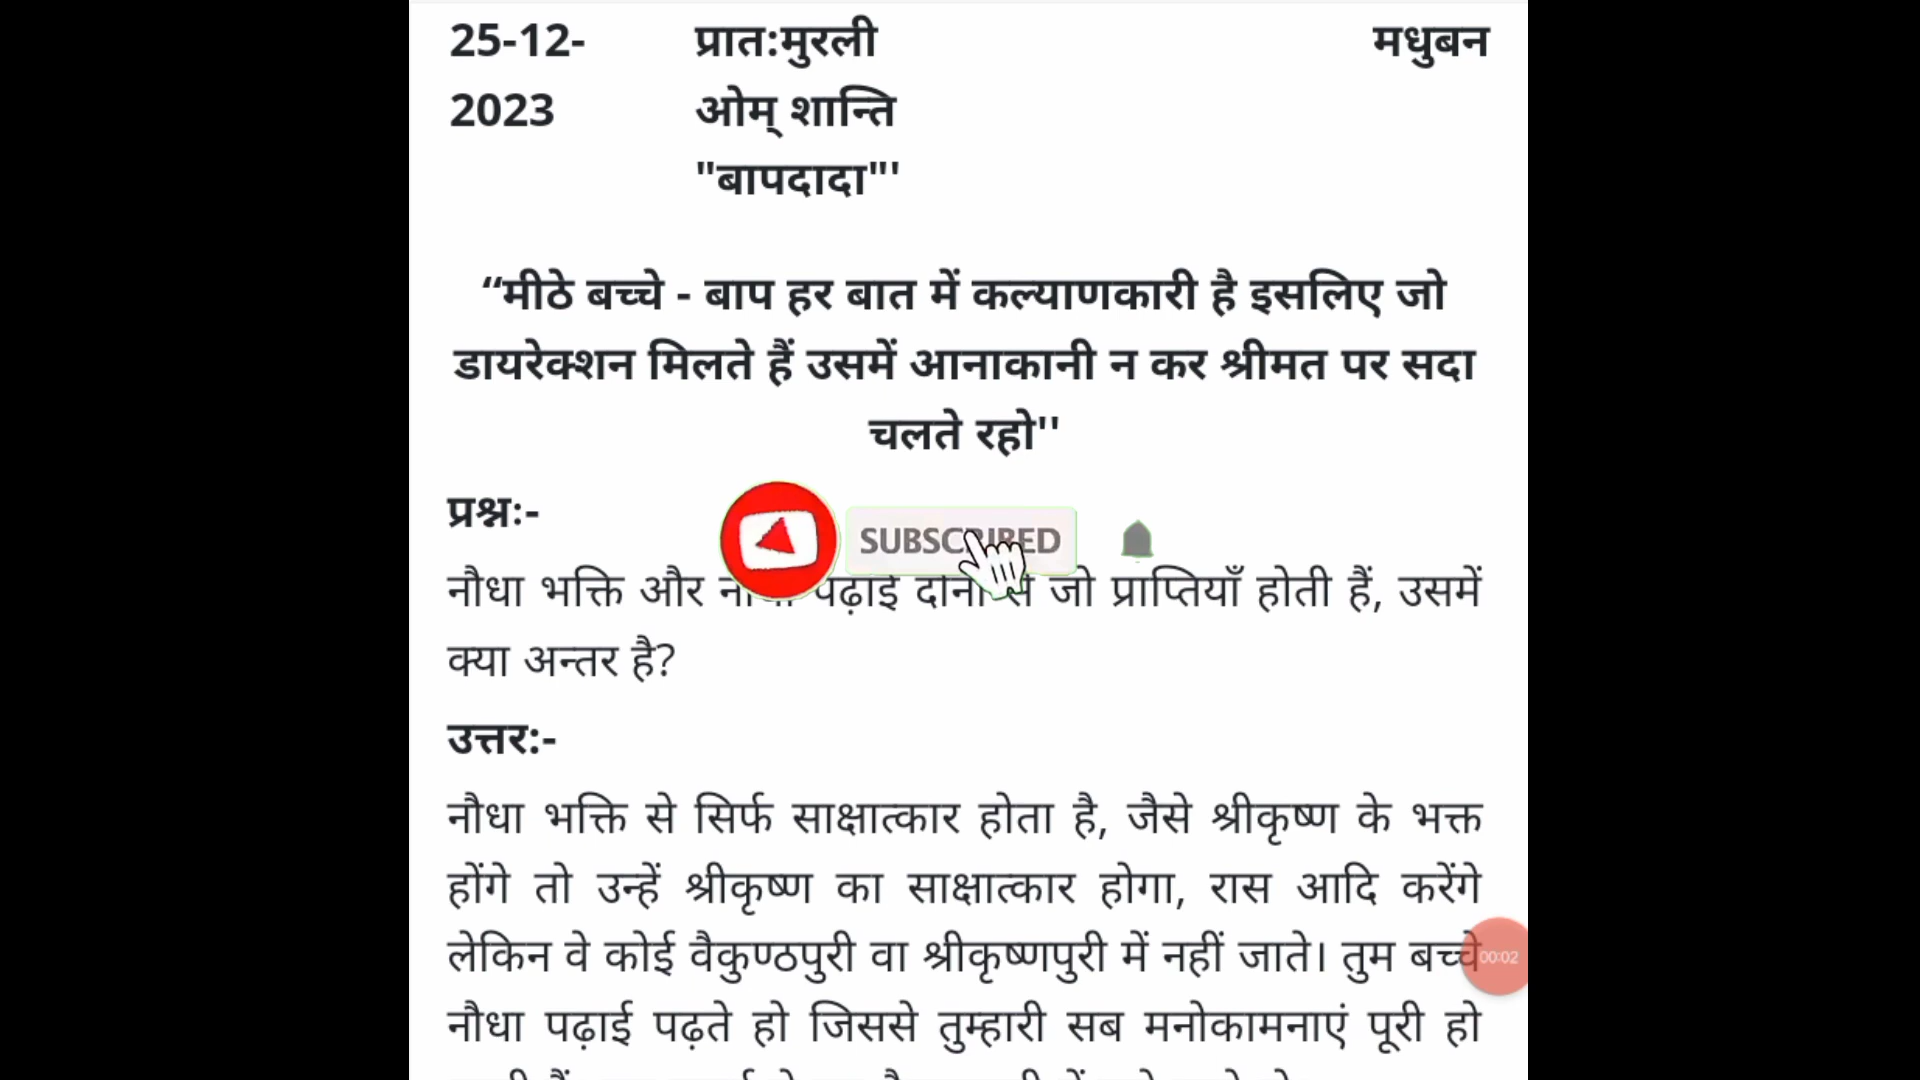 25-12- प्रात:मुरली मधुबन
2023 ओम् शान्ति
"बापदादा"'
“मीठे बच्चे - बाप हर बात में कल्याणकारी है इसलिए जो
डायरेक्शन मिलते हैं उसमें आनाकानी न कर श्रीमत पर सदा
चलते रहो''
प्रश्नः-
SUBSCRIBED
नौधा भक्ति और पढ़ाई दोनों से जो प्राप्तियाँ होती हैं, उसमें
क्या अन्तर है?
उत्तर:-
नौधा भक्ति से सिर्फ साक्षात्कार होता है, जैसे श्रीकृष्ण के भक्त
होंगे तो उन्हें श्रीकृष्ण का साक्षात्कार होगा, रास आदि करेंगे
लेकिन वे कोई वैकुण्ठपुरी वा श्रीकृष्णपुरी में नहीं जाते। तुम बच्चे
00:02
नौधा पढ़ाई पढ़ते हो जिससे तुम्हारी सब मनोकामनाएं पूरी हो